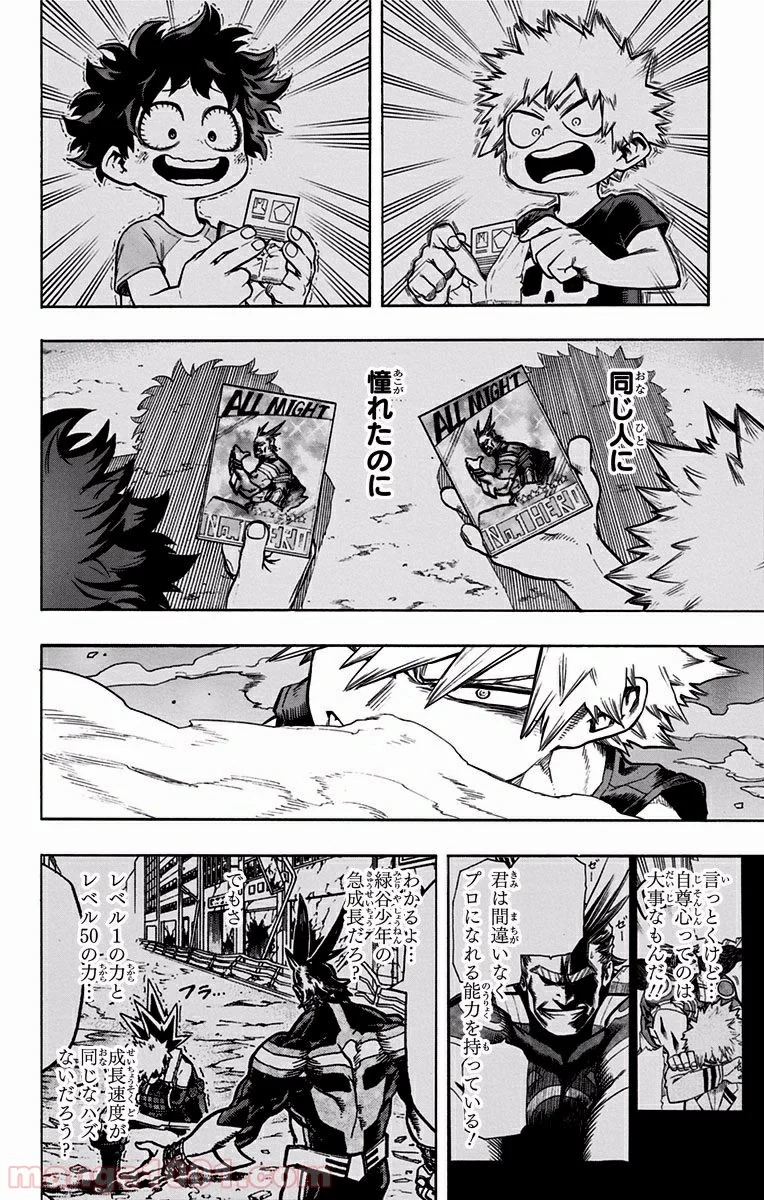 同じ人に
憧れたのに
ALL MIGHT
No.1 HERO
ALL MIGHT
No.1 HERO
言っとくけど…
自尊心ってのは
大事なもんだ!!
君は間違いなく
プロになれる能力を持っている!
ゼェ
ゼェ
わかるよ…
緑谷少年の
急成長だろ?
でもさ
レベル1の力と
レベル50の力…
フラ…
成長速度が
同じなハズ
ないだろう?